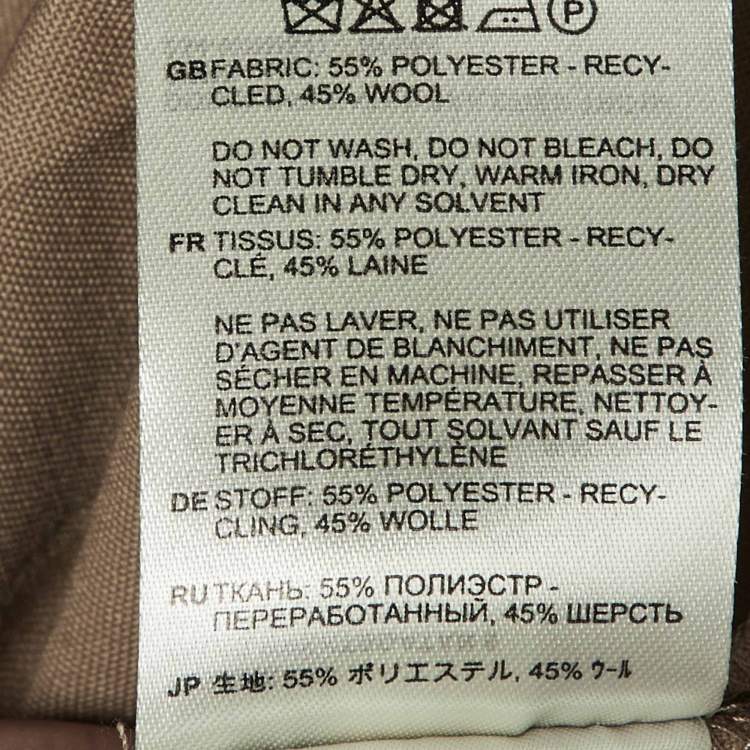 P
GB FABRIC: 55% POLYESTER - RECY-
CLED, 45% WOOL
DO NOT WASH, DO NOT BLEACH, DO
NOT TUMBLE DRY, WARM IRON, DRY
CLEAN IN ANY SOLVENT
FR TISSUS: 55% POLYESTER - RECY-
CLÉ, 45% LAINE
NE PAS LAVER, NE PAS UTILISER
D'AGENT DE BLANCHIMENT, NE PAS
SÉCHER EN MACHINE, REPASSER À
MOYENNE TEMPÉRATURE, NETTOY-
ER À SEC, TOUT SOLVANT SAUF LE
TRICHLORÉTHYLÈNE
DE STOFF: 55% POLYESTER - RECY-
CLING, 45% WOLLE
RU ТКАНЬ: 55% ПОЛИЭСТР -
ПЕРЕРАБОТАННЫЙ, 45% ШЕРСТЬ
JP 生地: 55% ポリエステル, 45% ウール